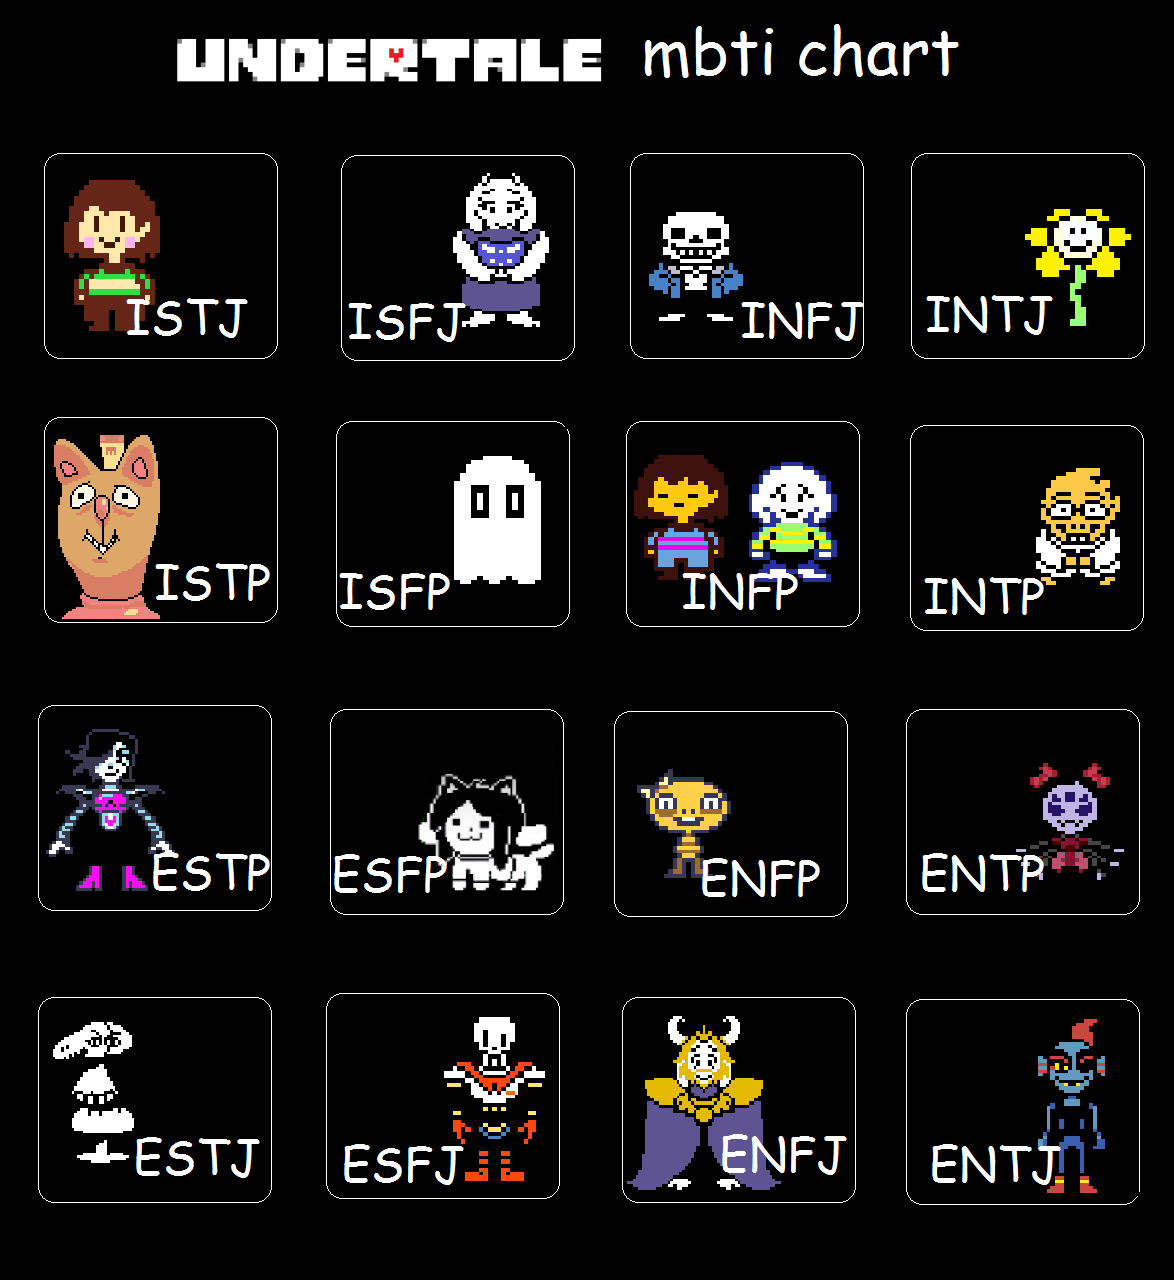 UNDERTALE mbti chart
ISTJ
ISFJ
INFJ
INTJ
ISTP
ISFP
INFP
INTP
ESTP
ESFP
ENFP
ENTP
ESTJ
ESFJ
ENFJ
ENTJ